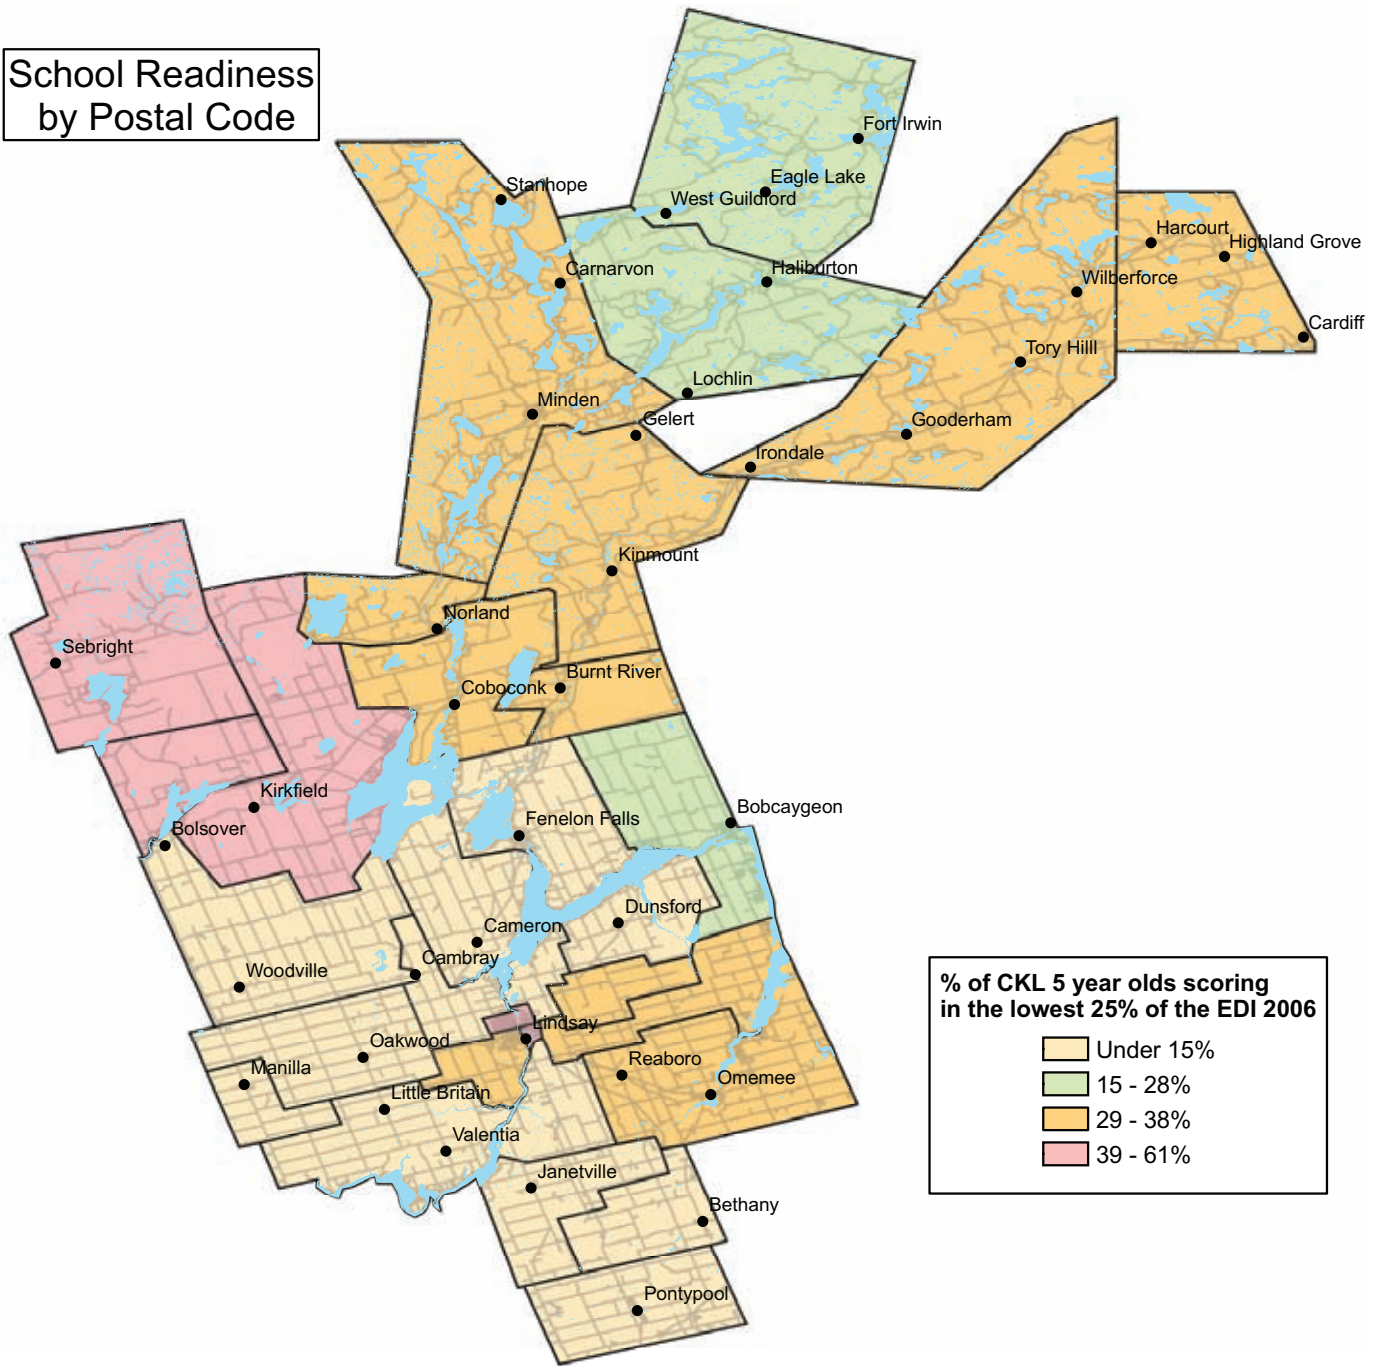 School Readiness
by Postal Code
Fort Irwin
Eagle Lake
Stanhope
West Guildford
Harcourt
Highland Grove
Carnarvon
Haliburton
Wilberforce
Cardiff
Tory Hilll
Lochlin
Minden
Gelert
Gooderham
Irondale
Kinmount
Norland
Sebright
Burnt River
Coboconk
Kirkfield
Bobcaygeon
Fenelon Falls
Bolsover
Dunsford
Cameron
Cambray
Woodville
Lindsay
Oakwood
Reaboro
Manilla
Omemee
Little Britain
Valentia
Janetville
Bethany
Pontypool
% of CKL 5 year olds scoring
in the lowest 25% of the EDI 2006
Under 15%
15 - 28%
29 - 38%
39 - 61%